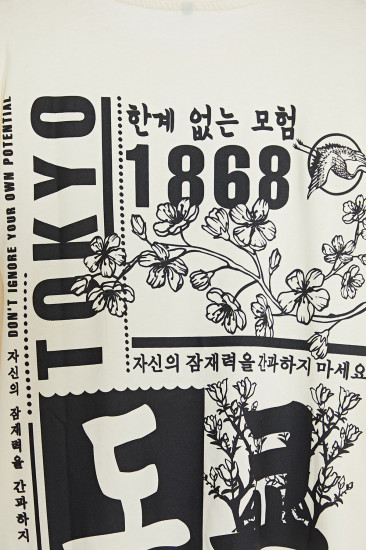 DON'T IGNORE YOUR OWN POTENTIAL
자신의 잠재력을 간과하지
TOKYO
한계 없는 모험
1868
자신의 잠재력을 간과하지 마세요
도쿄